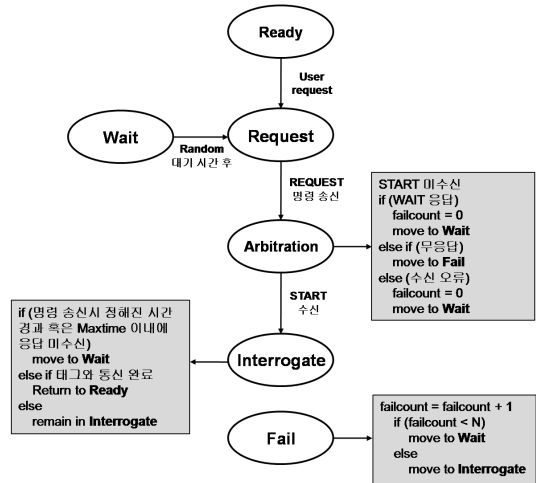 Ready
User
request
Wait
Random
대기 시간 후
Request
REQUEST
명령 송신
Arbitration
START 미수신
if (WAIT 응답)
failcount = 0
move to Wait
else if (무응답)
move to Fail
else (수신 오류)
failcount = 0
move to Wait
START
수신
if (명령 송신시 정해진 시간
경과 혹은 Maxtime 이내에
응답 미수신)
move to Wait
else if 태그와 통신 완료
Return to Ready
else
remain in Interrogate
Interrogate
Fail
failcount = failcount + 1
if (failcount < N)
move to Wait
else
move to Interrogate